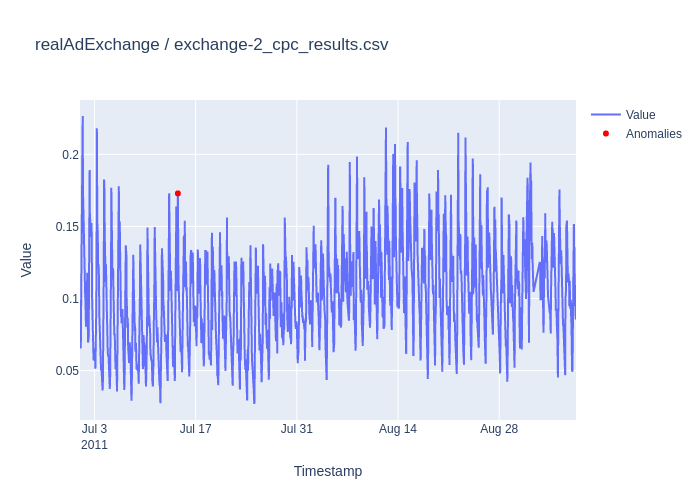 realAdExchange / exchange-2_cpc_results.csv
Value
Anomalies
0.2
0.15
0.1
0.05
Value
Jul 3
2011
Jul 17
Jul 31
Aug 14
Aug 28
Timestamp